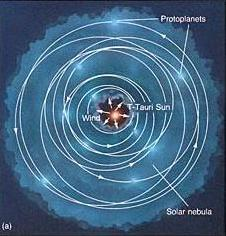 Protoplanets
T-Tauri Sun
Wind
Solar nebula
(a)